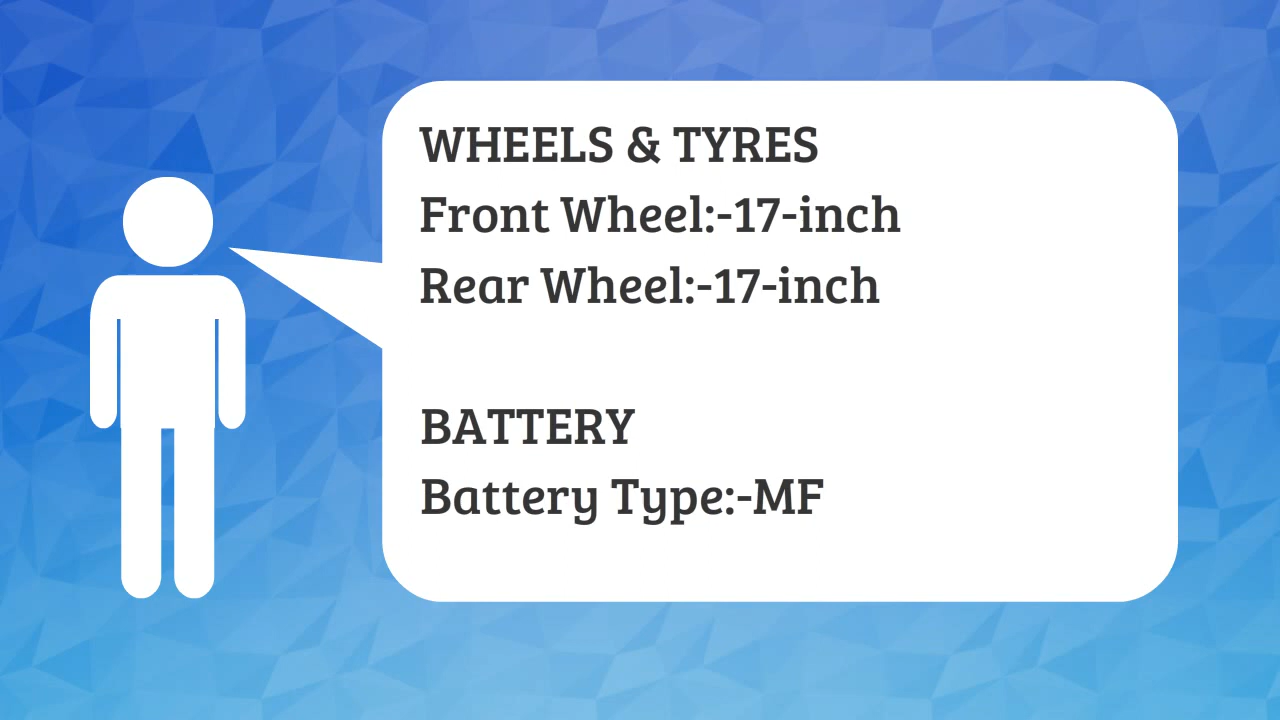 WHEELS & TYRES
Front Wheel:-17-inch
Rear Wheel:-17-inch
BATTERY
Battery Type:-MF